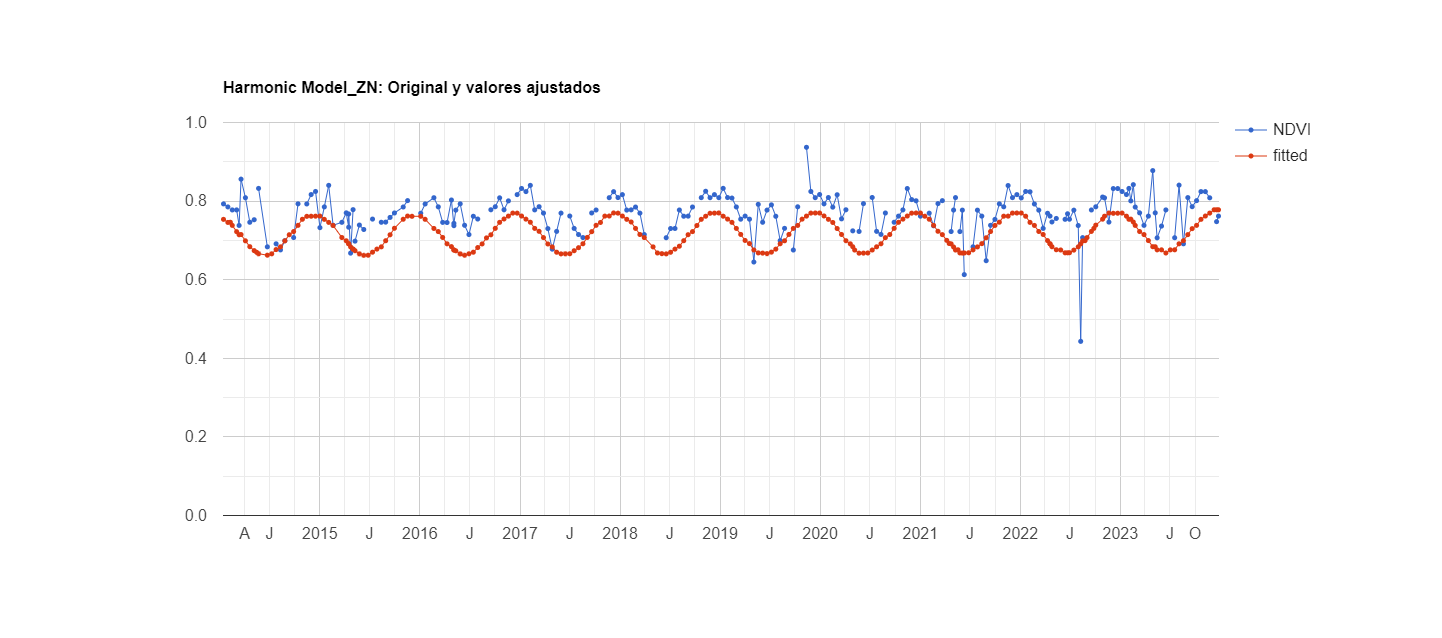 Harmonic Model_ZN: Original y valores ajustados
1.0
0.8
0.6
0.4
0.2
0.0
A J 2015 J 2016 J 2017 J 2018 J 2019 J 2020 J 2021 J 2022 J 2023 J O
NDVI
fitted